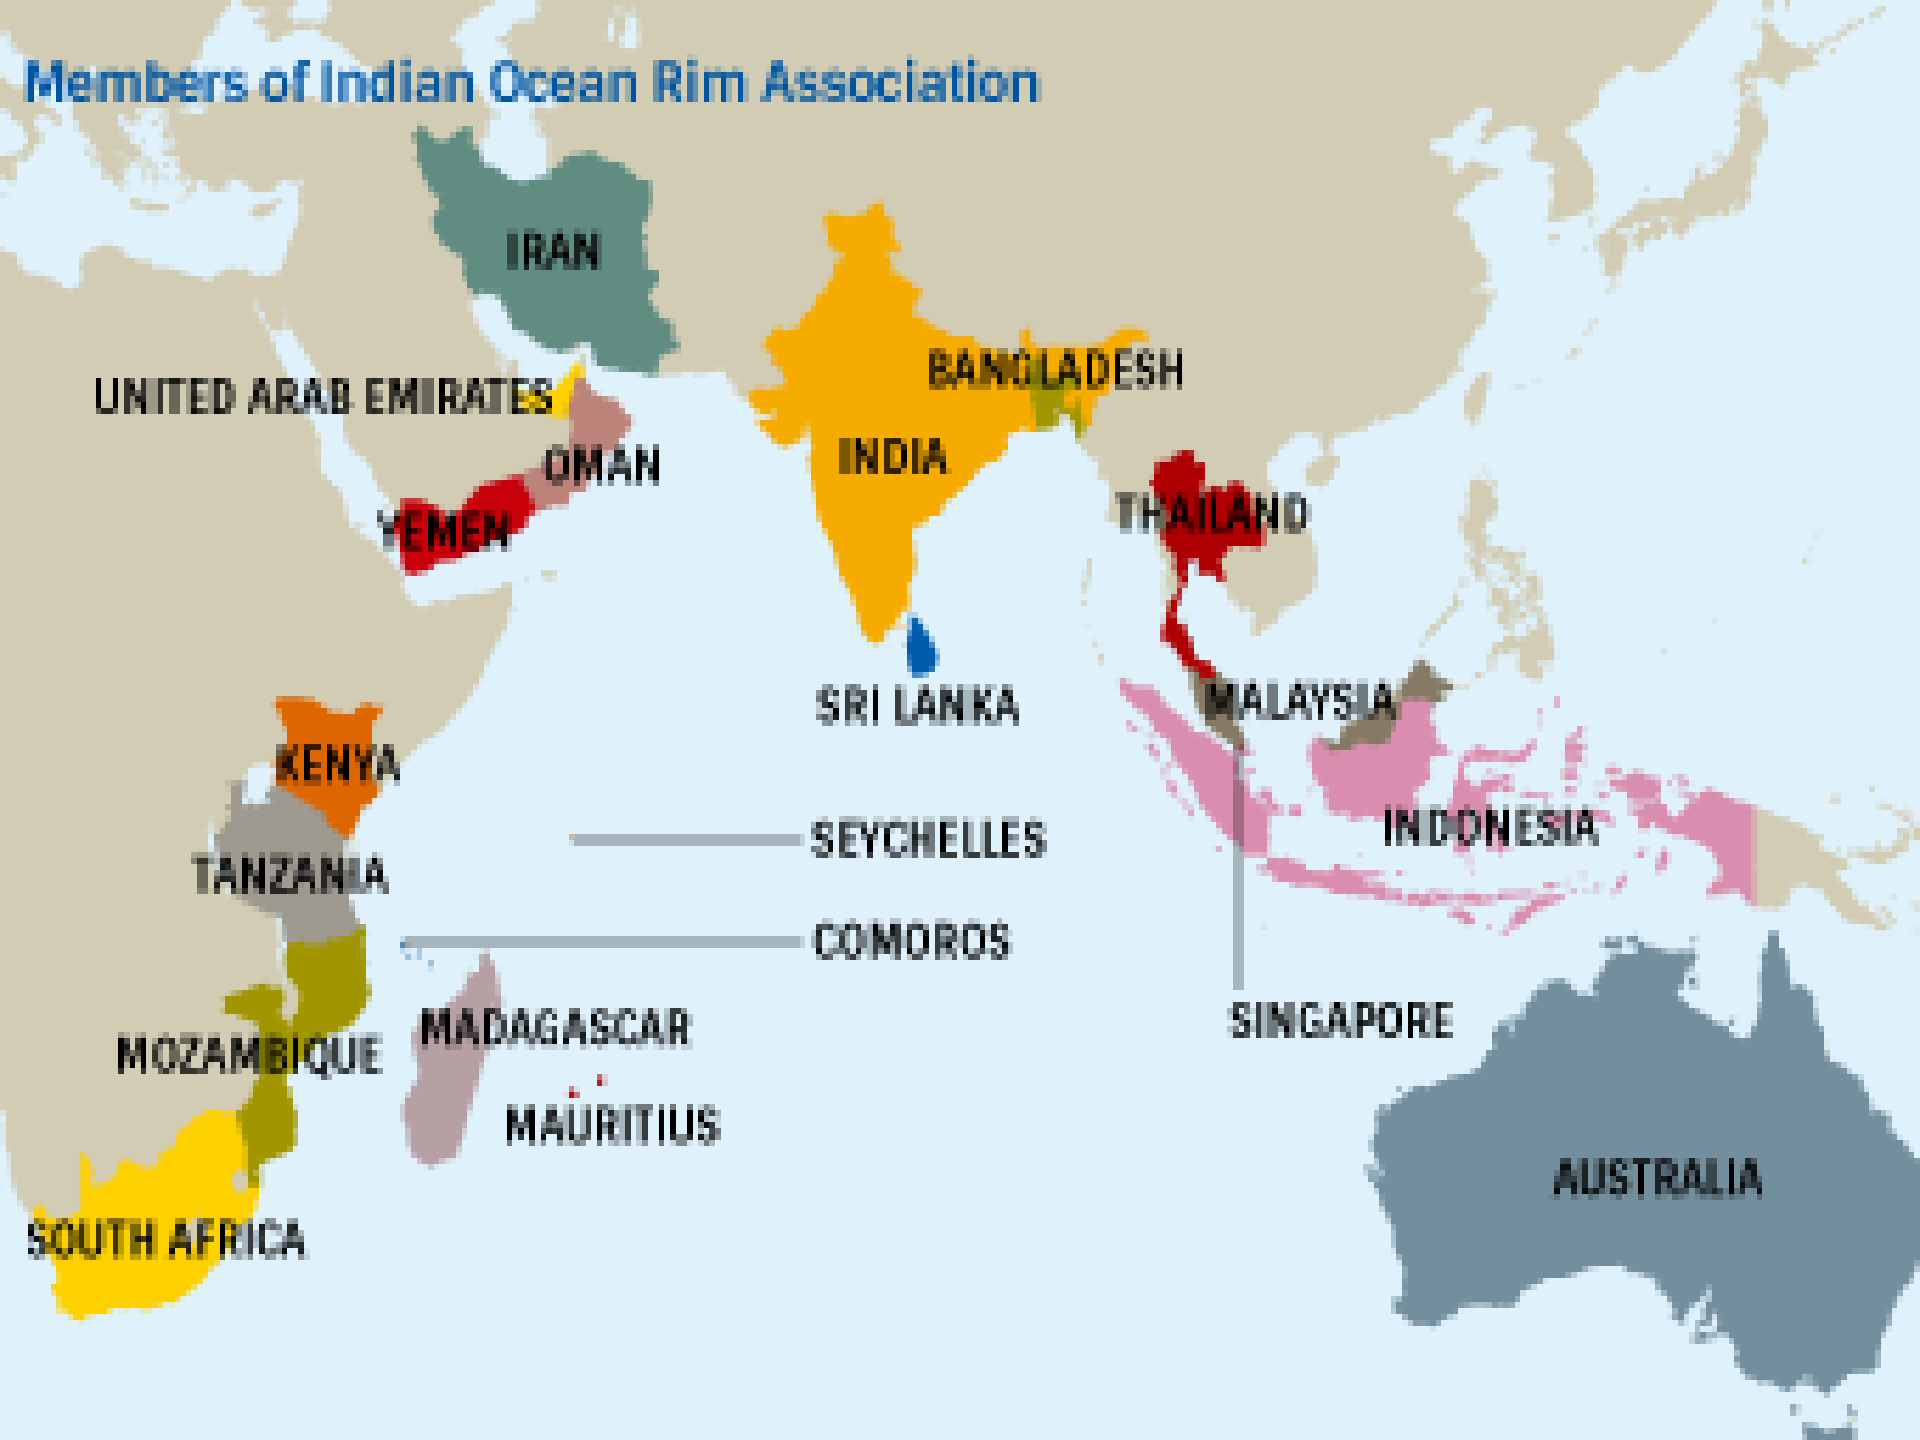 Members of Indian Ocean Rim Association
IRAN
BANGLADESH
UNITED ARAB EMIRATES
INDIA
OMAN
THAILAND
YEMEN
MALAYSIA
SRI LANKA
KENYA
INDONESIA
SEYCHELLES
TANZANIA
COMOROS
SINGAPORE
MADAGASCAR
MOZAMBIQUE
MAURITIUS
AUSTRALIA
SOUTH AFRICA